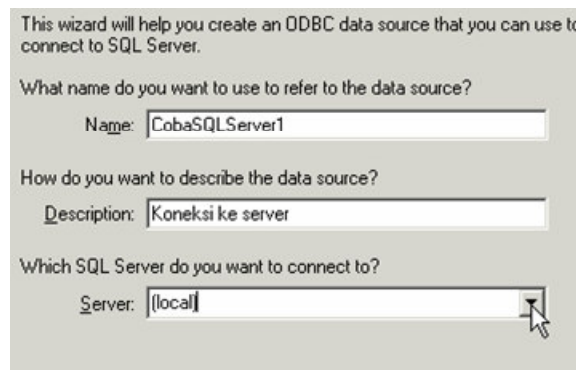 This wizard will help you create an ODBC data source that you can use to
connect to SQL Server.
What name do you want to use to refer to the data source?
Name: CobaSQLServer1
How do you want to describe the data source?
Description: Koneksi ke server
Which SQL Server do you want to connect to?
Server: (local)